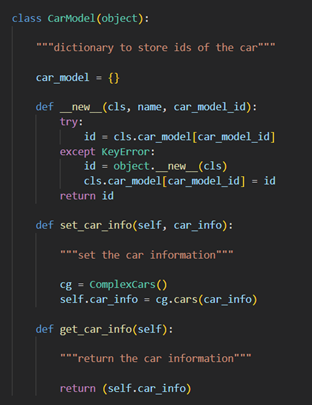 class CarModel(object):
    """dictionary to store ids of the car"""
    car_model = {}
    def __new__(cls, name, car_model_id):
        try:
            id = cls.car_model[car_model_id]
        except KeyError:
            id = object.__new__(cls)
            cls.car_model[car_model_id] = id
        return id
    def set_car_info(self, car_info):
        """set the car information"""
        cg = ComplexCars()
        self.car_info = cg.cars(car_info)
    def get_car_info(self):
        """return the car information"""
        return (self.car_info)